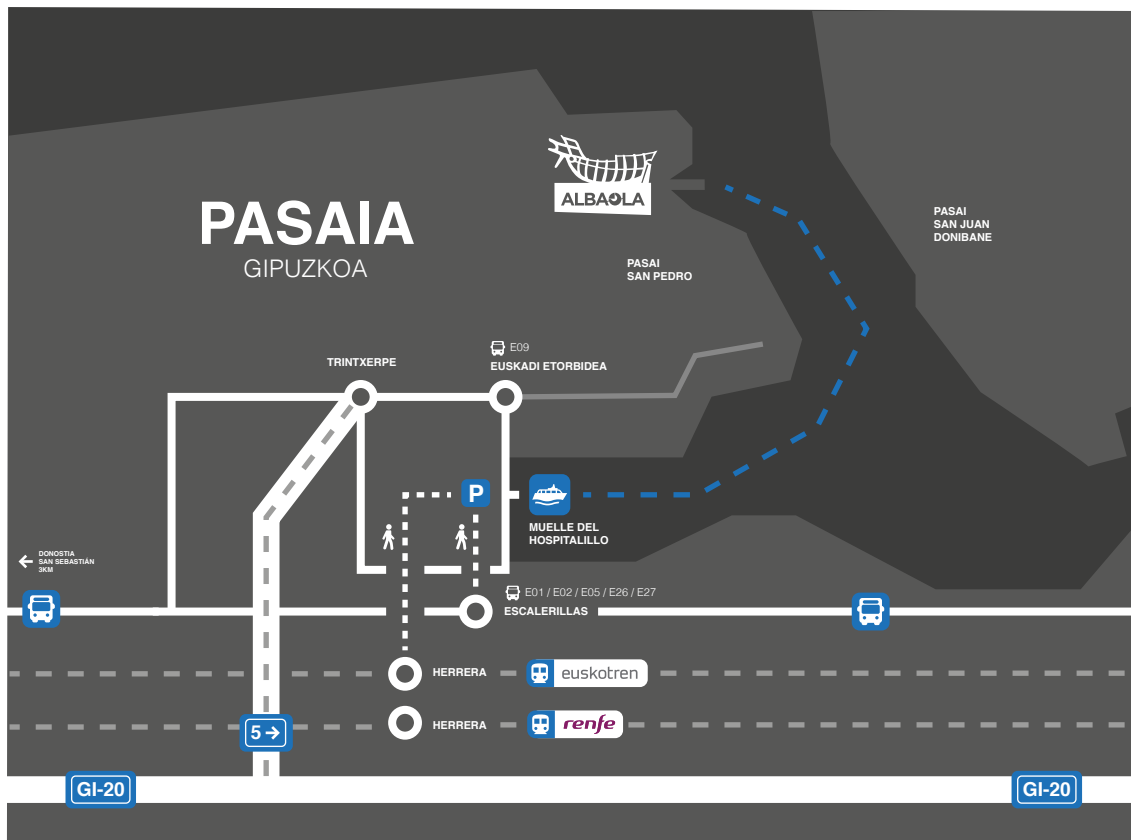 ALBAOLA
PASAIA
GIPUZKOA
PASAI
SAN JUAN
DONIBANE
PASAI
SAN PEDRO
E09
TRINTXERPE
EUSKADI ETORBIDEA
P
MUELLE DEL
HOSPITALILLO
DONOSTIA
SAN SEBASTIÁN
3KM
E01 / E02 / E05 / E26 / E27
ESCALERILLAS
HERRERA
euskotren
HERRERA
renfe
5 →
GI-20
GI-20